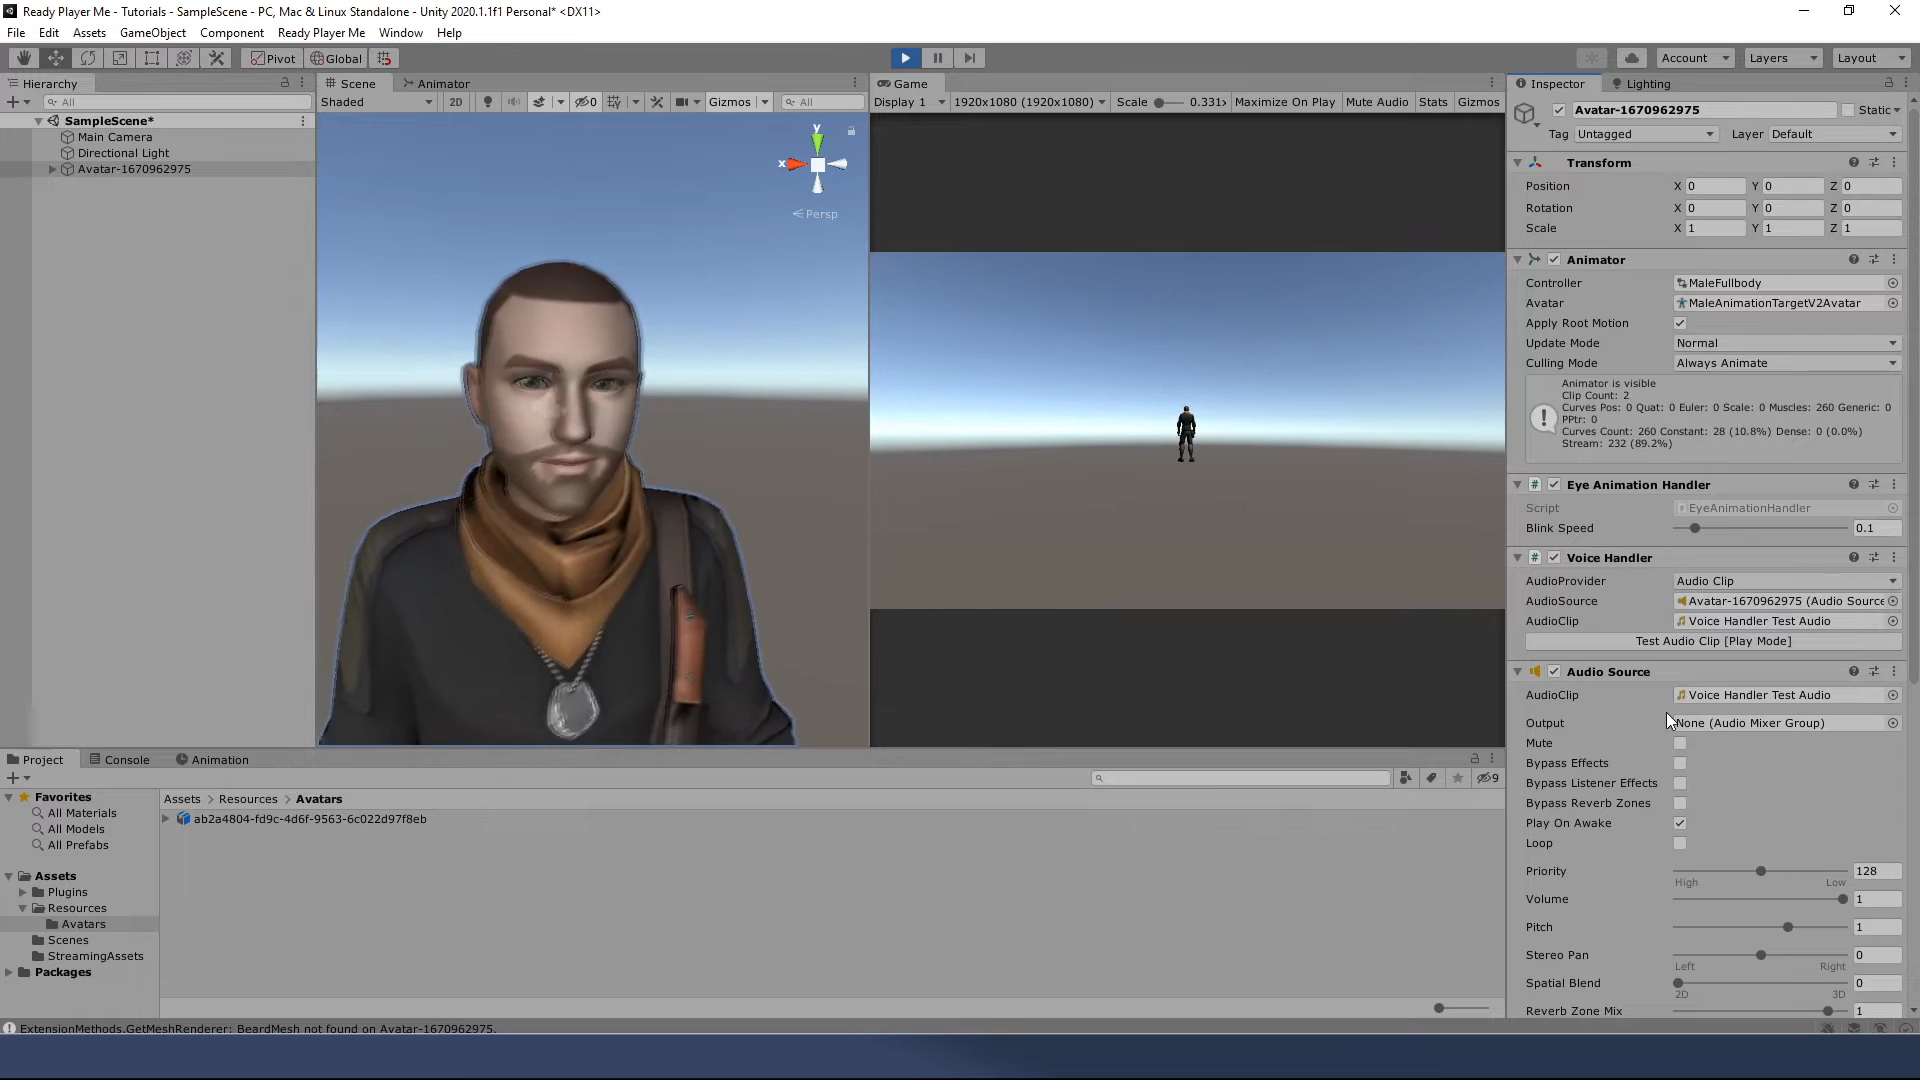 Ready Player Me - Tutorials - SampleScene - PC, Mac & Linux Standalone - Unity 2020.1.1f1 Personal* <DX11>
File Edit Assets GameObject Component Ready Player Me Window Help
Pivot Global Account Layers Layout
Hierarchy
All
SampleScene*
Main Camera
Directional Light
Avatar-1670962975
Scene Animator
Shaded 2D 0 Gizmos All
y
x
Persp
Game
Display 1 1920x1080 (1920x1080) Scale 0.331x Maximize On Play Mute Audio Stats Gizmos
Inspector Lighting
Avatar-1670962975 Static
Tag Untagged Layer Default
Transform
Position X 0 Y 0 Z 0
Rotation X 0 Y 0 Z 0
Scale X 1 Y 1 Z 1
Animator
Controller MaleFullbody
Avatar MaleAnimationTargetV2Avatar
Apply Root Motion
Update Mode Normal
Culling Mode Always Animate
Animator is visible
Clip Count: 2
Curves Pos: 0 Quat: 0 Euler: 0 Scale: 0 Muscles: 260 Generic: 0
PPtr: 0
Curves Count: 260 Constant: 28 (10.8%) Dense: 0 (0.0%)
Stream: 232 (89.2%)
Eye Animation Handler
Script EyeAnimationHandler
Blink Speed 0.1
Voice Handler
AudioProvider Audio Clip
AudioSource Avatar-1670962975 (Audio Source
AudioClip Voice Handler Test Audio
Test Audio Clip [Play Mode]
Audio Source
AudioClip Voice Handler Test Audio
Output None (Audio Mixer Group)
Mute
Bypass Effects
Bypass Listener Effects
Bypass Reverb Zones
Play On Awake
Loop
Priority 128
High Low
Volume 1
Pitch 1
Stereo Pan 0
Left Right
Spatial Blend 0
2D 3D
Reverb Zone Mix 1
Project Console Animation
9
Favorites
All Materials
All Models
All Prefabs
Assets
Plugins
Resources
Avatars
Scenes
StreamingAssets
Packages
Assets > Resources > Avatars
ab2a4804-fd9c-4d6f-9563-6c022d97f8eb
ExtensionMethods.GetMeshRenderer: BeardMesh not found on Avatar-1670962975.